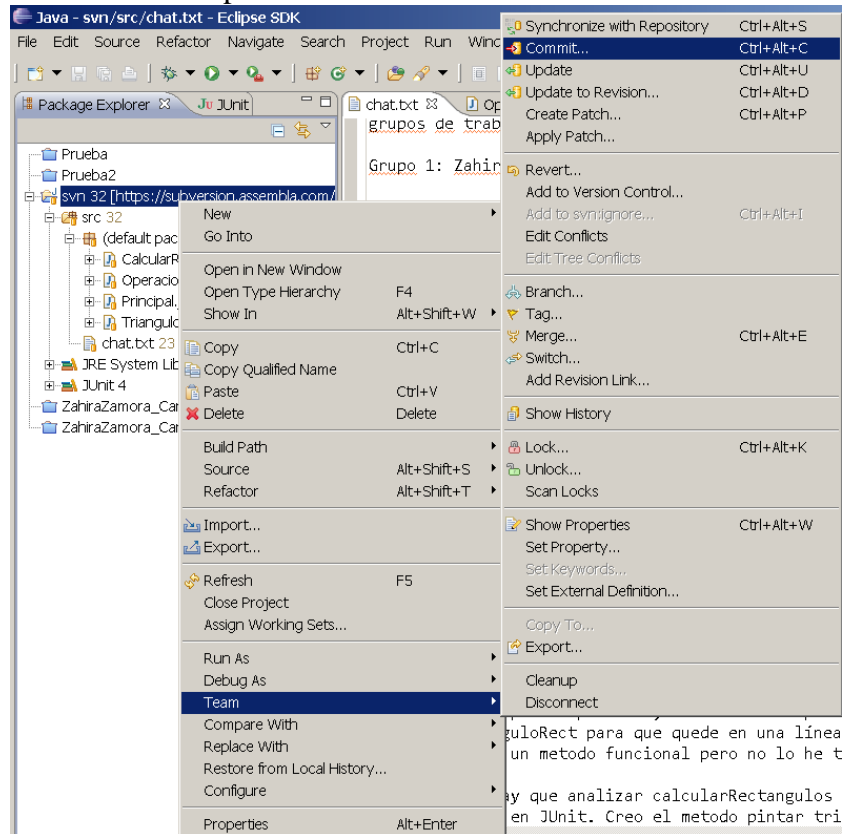 Java - svn/src/chat.txt - Eclipse SDK
File Edit Source Refactor Navigate Search Project Run
Package Explorer
Ju JUnit
chat.txt
grupos de
Grupo 1: Zahir
Prueba
Prueba2
svn 32 [https://subversion.assembla.com/
src 32
(default pac
CalcularR
Operacio
Principal.
Triangulo
chat.txt 23
JRE System Lib
JUnit 4
ZahiraZamora_Car
ZahiraZamora_Car
New
Go Into
Open in New Window
Open Type Hierarchy F4
Show In Alt+Shift+W
Copy Ctrl+C
Copy Qualified Name
Paste Ctrl+V
Delete Delete
Build Path
Source Alt+Shift+S
Refactor Alt+Shift+T
Import...
Export...
Refresh F5
Close Project
Assign Working Sets...
Run As
Debug As
Team
Compare With
Replace With
Restore from Local History...
Configure
Properties Alt+Enter
Synchronize with Repository Ctrl+Alt+S
Commit... Ctrl+Alt+C
Update Ctrl+Alt+U
Update to Revision... Ctrl+Alt+D
Create Patch... Ctrl+Alt+P
Apply Patch...
Revert...
Add to Version Control...
Add to svn:ignore... Ctrl+Alt+I
Edit Conflicts
Edit Tree Conflicts
Branch...
Tag...
Merge... Ctrl+Alt+E
Switch...
Add Revision Link...
Show History
Lock... Ctrl+Alt+K
Unlock...
Scan Locks
Show Properties Ctrl+Alt+W
Set Property...
Set Keywords...
Set External Definition...
Copy To...
Export...
Cleanup
Disconnect
guloRect para que quede en una línea
un metodo funcional pero no lo he t
ay que analizar calcularRectangulos
en JUnit. Creo el metodo pintar tri